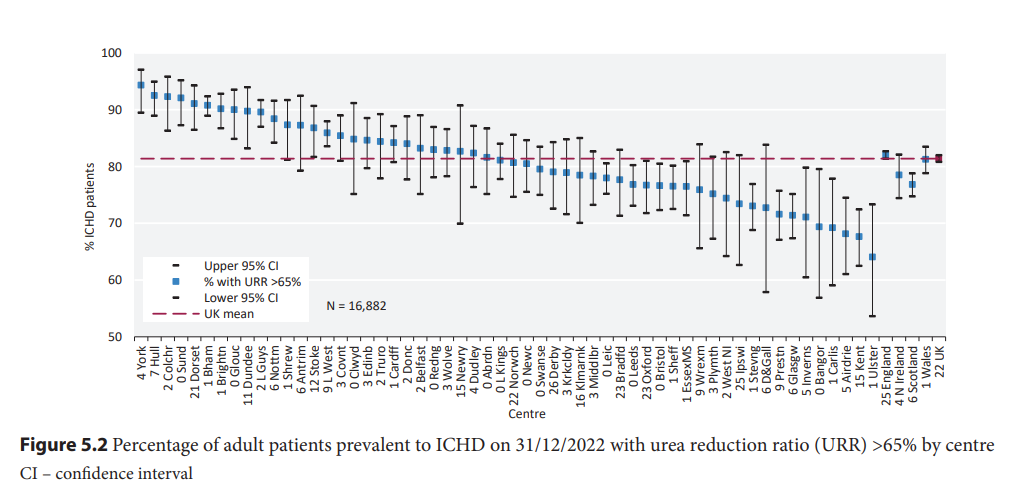 100
90
80
70
60
50
% ICHD patients
Upper 95% CI
% with URR >65%
Lower 95% CI
UK mean
N = 16,882
4 York
7 Hull
2 Colchr
0 Sund
21 Dorset
1 Bham
1 Brightn
0 Glouc
11 Dundee
2 L Guys
6 Nottm
1 Shrew
6 Antrim
12 Stoke
9 L West
3 Covnt
0 Clwyd
3 Edinb
2 Truro
1 Cardff
2 Donc
2 Belfast
0 Redng
3 Wolve
15 Newry
4 Dudley
0 Abrdn
0 L Kings
22 Norwch
0 Swanse
26 Derby
3 Krkcldy
16 Klmarnk
3 Middlbr
0 Leic
23 Bradfd
0 Leeds
23 Oxford
0 Bristol
1 Sheff
1 EssexMS
9 Wrexm
3 Plymth
2 West NI
25 Ipswi
1 Stevng
6 D&Gall
9 Prestn
6 Glasgw
5 Inverns
0 Bangor
1 Carlis
5 Airdrie
15 Kent
1 Ulster
25 England
4 N Ireland
6 Scotland
1 Wales
22 UK
Centre
Figure 5.2 Percentage of adult patients prevalent to ICHD on 31/12/2022 with urea reduction ratio (URR) >65% by centre
CI – confidence interval